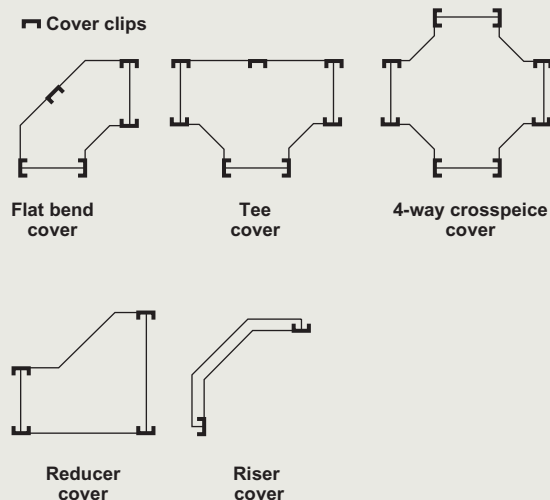 Cover clips
Flat bend
cover
Tee
cover
4-way crosspeice
cover
Reducer
cover
Riser
cover